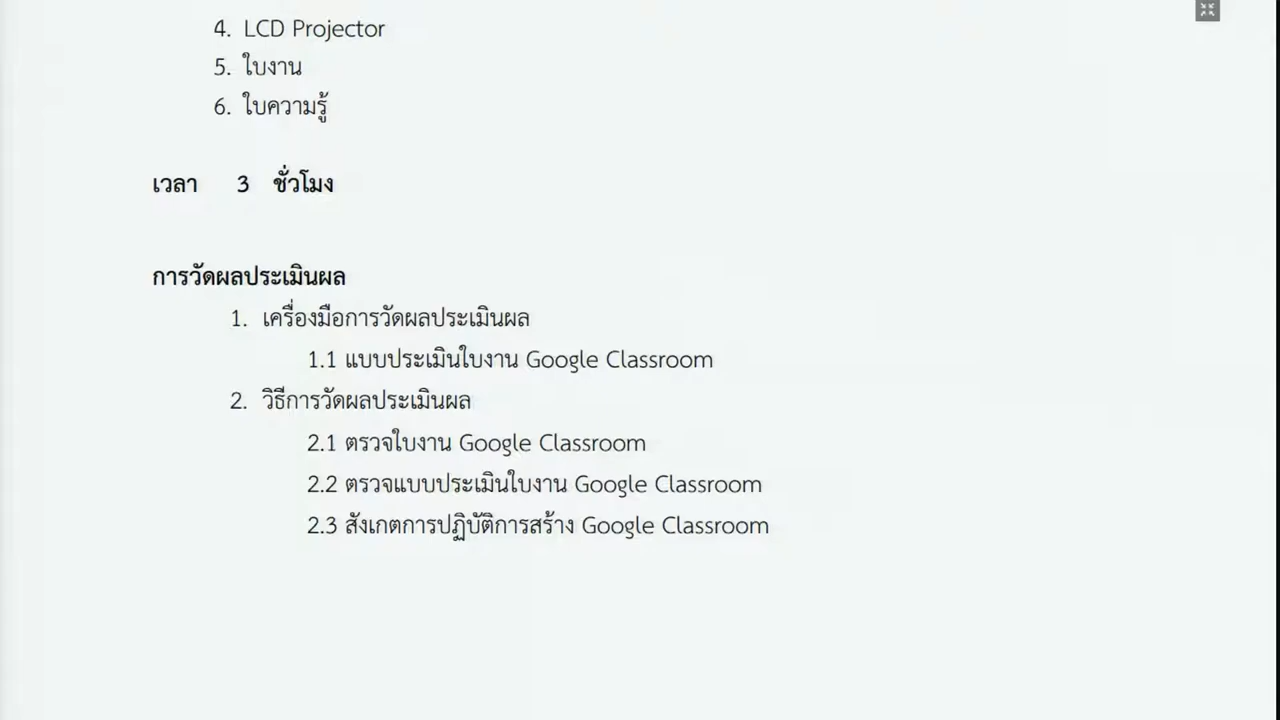 4. LCD Projector
5. ใบงาน
6. ใบความรู้
เวลา 3 ชั่วโมง
การวัดผลประเมินผล
1. เครื่องมือการวัดผลประเมินผล
1.1 แบบประเมินใบงาน Google Classroom
2. วิธีการวัดผลประเมินผล
2.1 ตรวจใบงาน Google Classroom
2.2 ตรวจแบบประเมินใบงาน Google Classroom
2.3 สังเกตการปฏิบัติการสร้าง Google Classroom